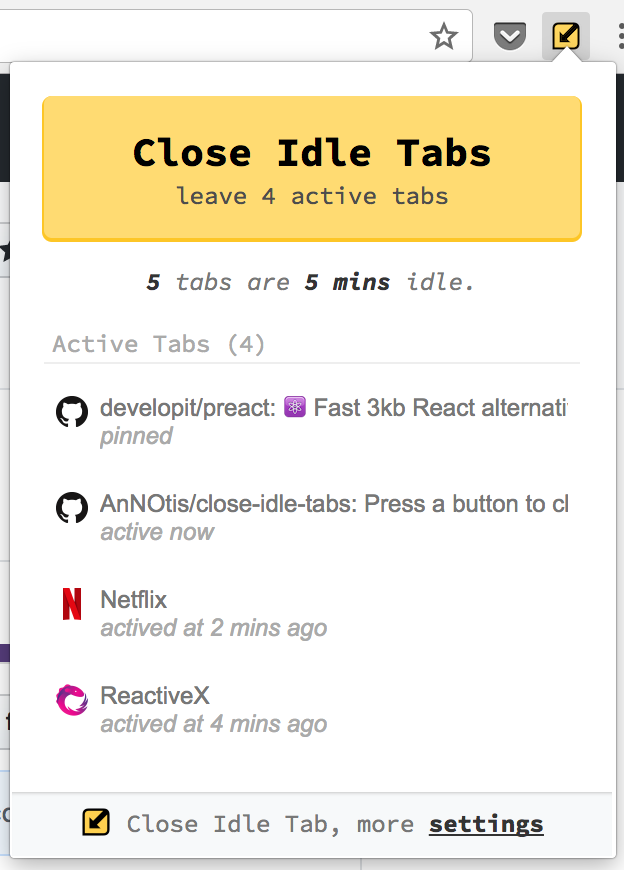 Close Idle Tabs
leave 4 active tabs
5 tabs are 5 mins idle.
Active Tabs (4)
developit/preact: ⚛️ Fast 3kb React alternati
pinned
AnNOtis/close-idle-tabs: Press a button to cl
active now
Netflix
actived at 2 mins ago
ReactiveX
actived at 4 mins ago
Close Idle Tab, more settings